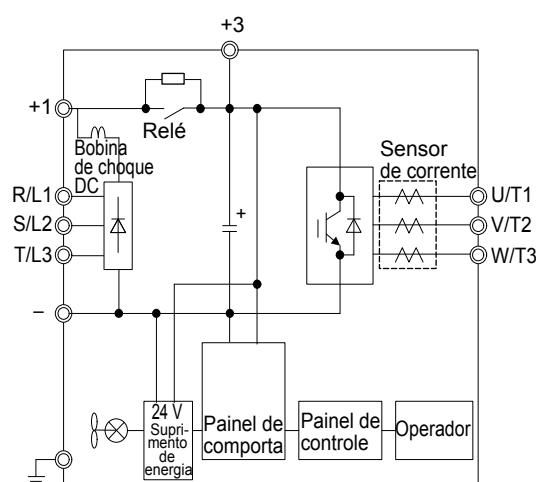 +3
+1
Relé
Bobina
de choque
DC
Sensor
de corrente
R/L1
S/L2
T/L3
+
U/T1
V/T2
W/T3
−
24 V
Supri-
mento
de
energia
Painel de
comporta
Painel de
controle
Operador